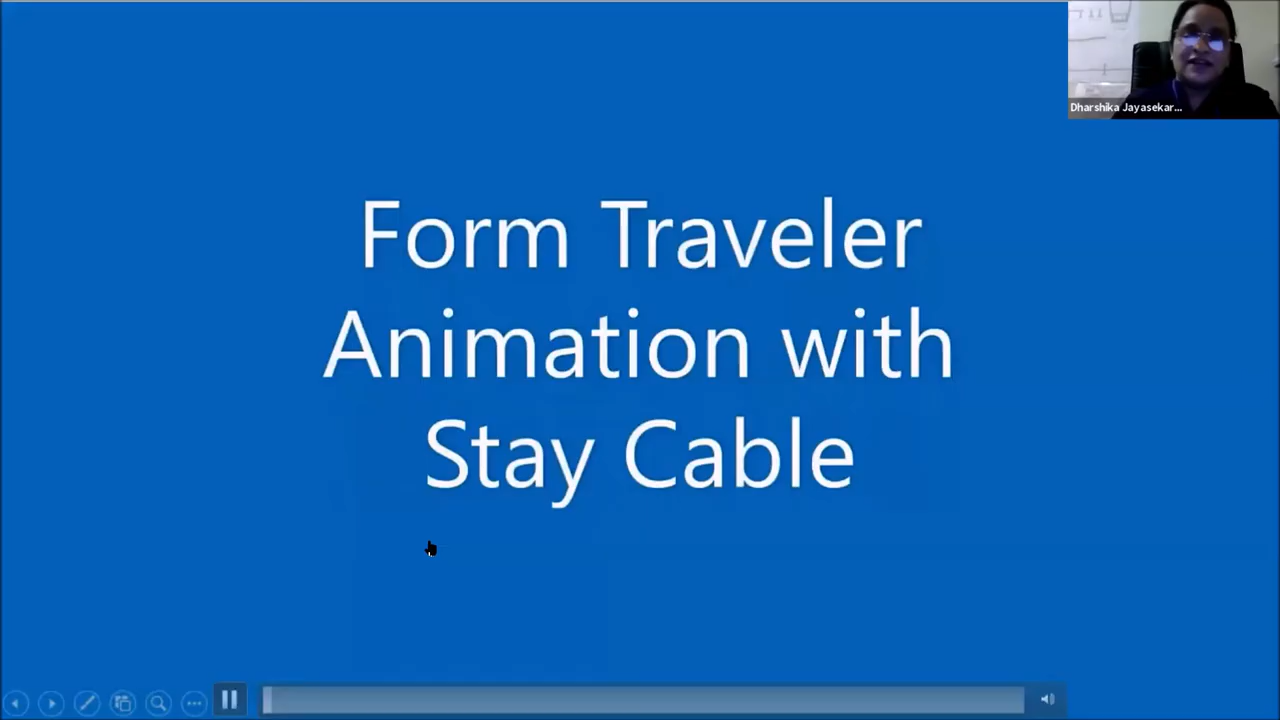 Dharshika Jayasekar...
Form Traveler
Animation with
Stay Cable